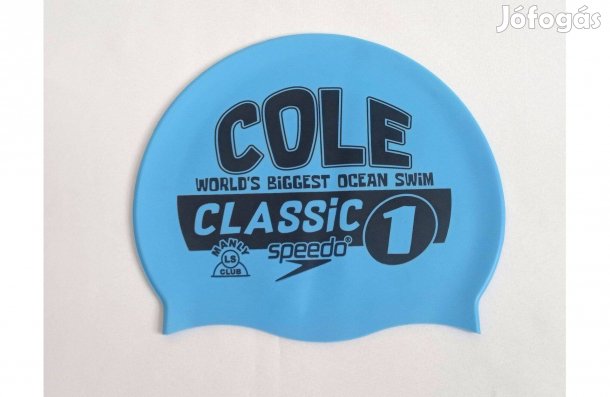 Jófogás
COLE
WORLD'S BIGGEST OCEAN SWIM
CLASSIC 1
MANLY
LS
CLUB
speedo®